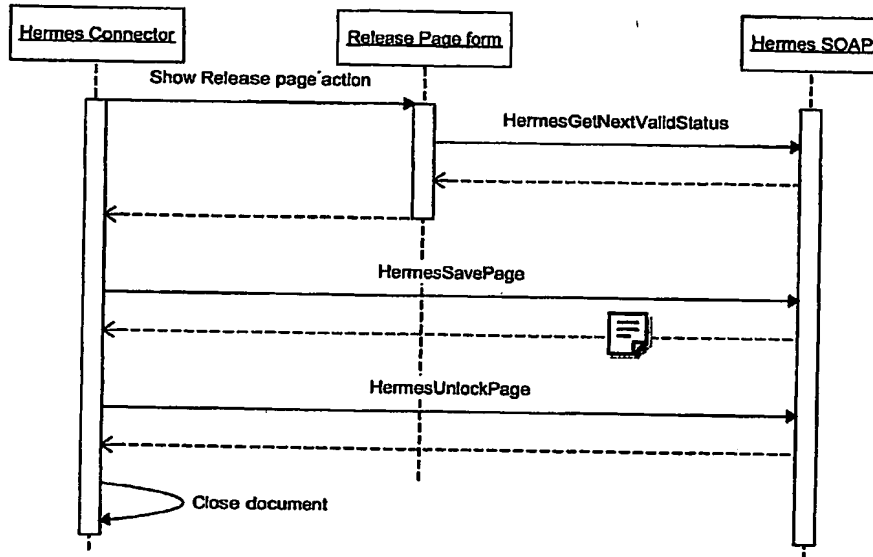 Hermes Connector
Release Page form
Hermes SOAP
Show Release page action
HermesGetNextValidStatus
HermesSavePage
HermesUnlockPage
Close document